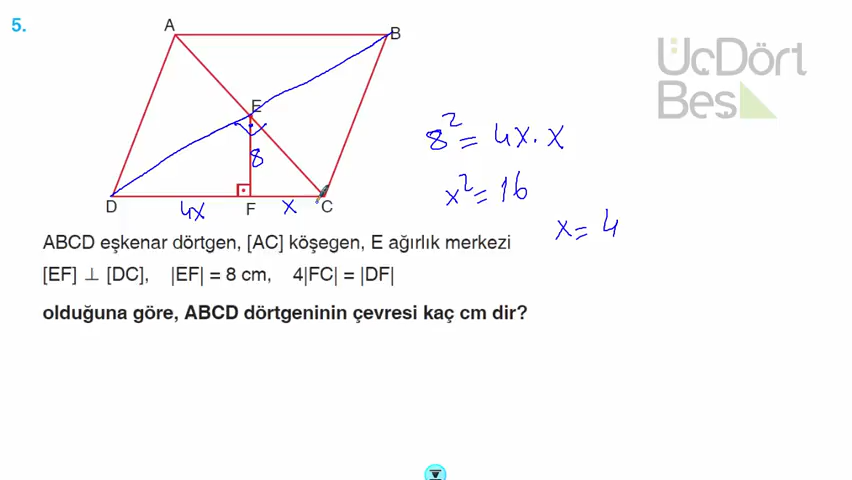 5.
A
B
ÜçDört
Beş
E
8² = 4x · x
8
x² = 16
x = 4
D
4x
F
x
C
ABCD eşkenar dörtgen, [AC] köşegen, E ağırlık merkezi
[EF] ⊥ [DC], |EF| = 8 cm, 4|FC| = |DF|
olduğuna göre, ABCD dörtgeninin çevresi kaç cm dir?